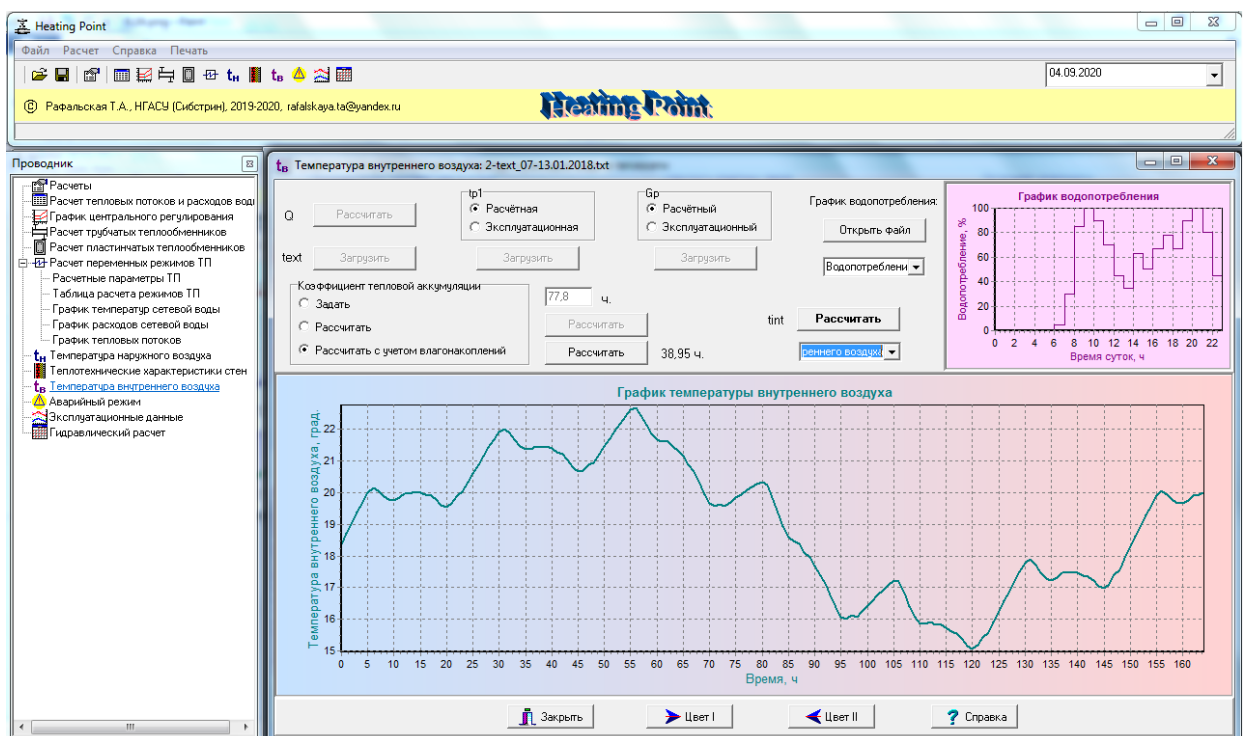 Heating Point
Файл Расчет Справка Печать
tн tв 04.09.2020
© Рафальская Т.А., НГАСУ (Сибстрин), 2019-2020, rafalskaya.ta@yandex.ru Heating Point
Проводник
Расчеты
Расчет тепловых потоков и расходов воды
График центрального регулирования
Расчет трубчатых теплообменников
Расчет пластинчатых теплообменников
Расчет переменных режимов ТП
Расчетные параметры ТП
Таблица расчета режимов ТП
График температур сетевой воды
График расходов сетевой воды
График тепловых потоков
tн Температура наружного воздуха
Теплотехнические характеристики стен
tв Температура внутреннего воздуха
Аварийный режим
Эксплуатационные данные
Гидравлический расчет
tв Температура внутреннего воздуха: 2-text_07-13.01.2018.txt
Q Рассчитать
text Загрузить
tp1
Расчётная
Эксплуатационная
Загрузить
Gp
Расчётный
Эксплуатационный
Загрузить
График водопотребления:
Открыть файл
Водопотреблени
Коэффициент тепловой аккумуляции
Задать
Рассчитать
Рассчитать с учетом влагонакоплений
77,8 ч.
Рассчитать
Рассчитать 38,95 ч.
tint Рассчитать
реннего воздуха
График водопотребления
Водопотребление, %
100
80
60
40
20
0
0 2 4 6 8 10 12 14 16 18 20 22
Время суток, ч
График температуры внутреннего воздуха
Температура внутреннего воздуха, град.
22
21
20
19
18
17
16
15
0 5 10 15 20 25 30 35 40 45 50 55 60 65 70 75 80 85 90 95 100 105 110 115 120 125 130 135 140 145 150 155 160
Время, ч
Закрыть Цвет I Цвет II ? Справка